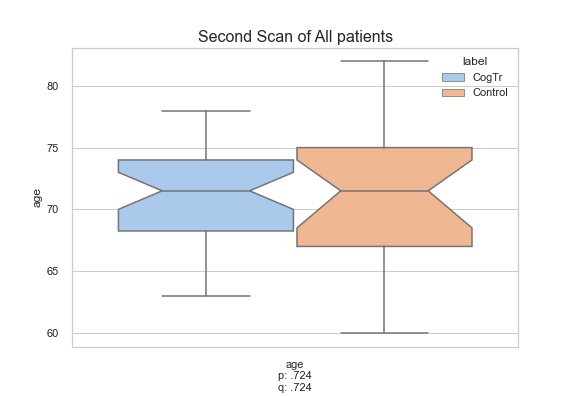 Second Scan of All patients
label
CogTr
Control
80
75
70
65
60
age
age
p: .724
q: .724